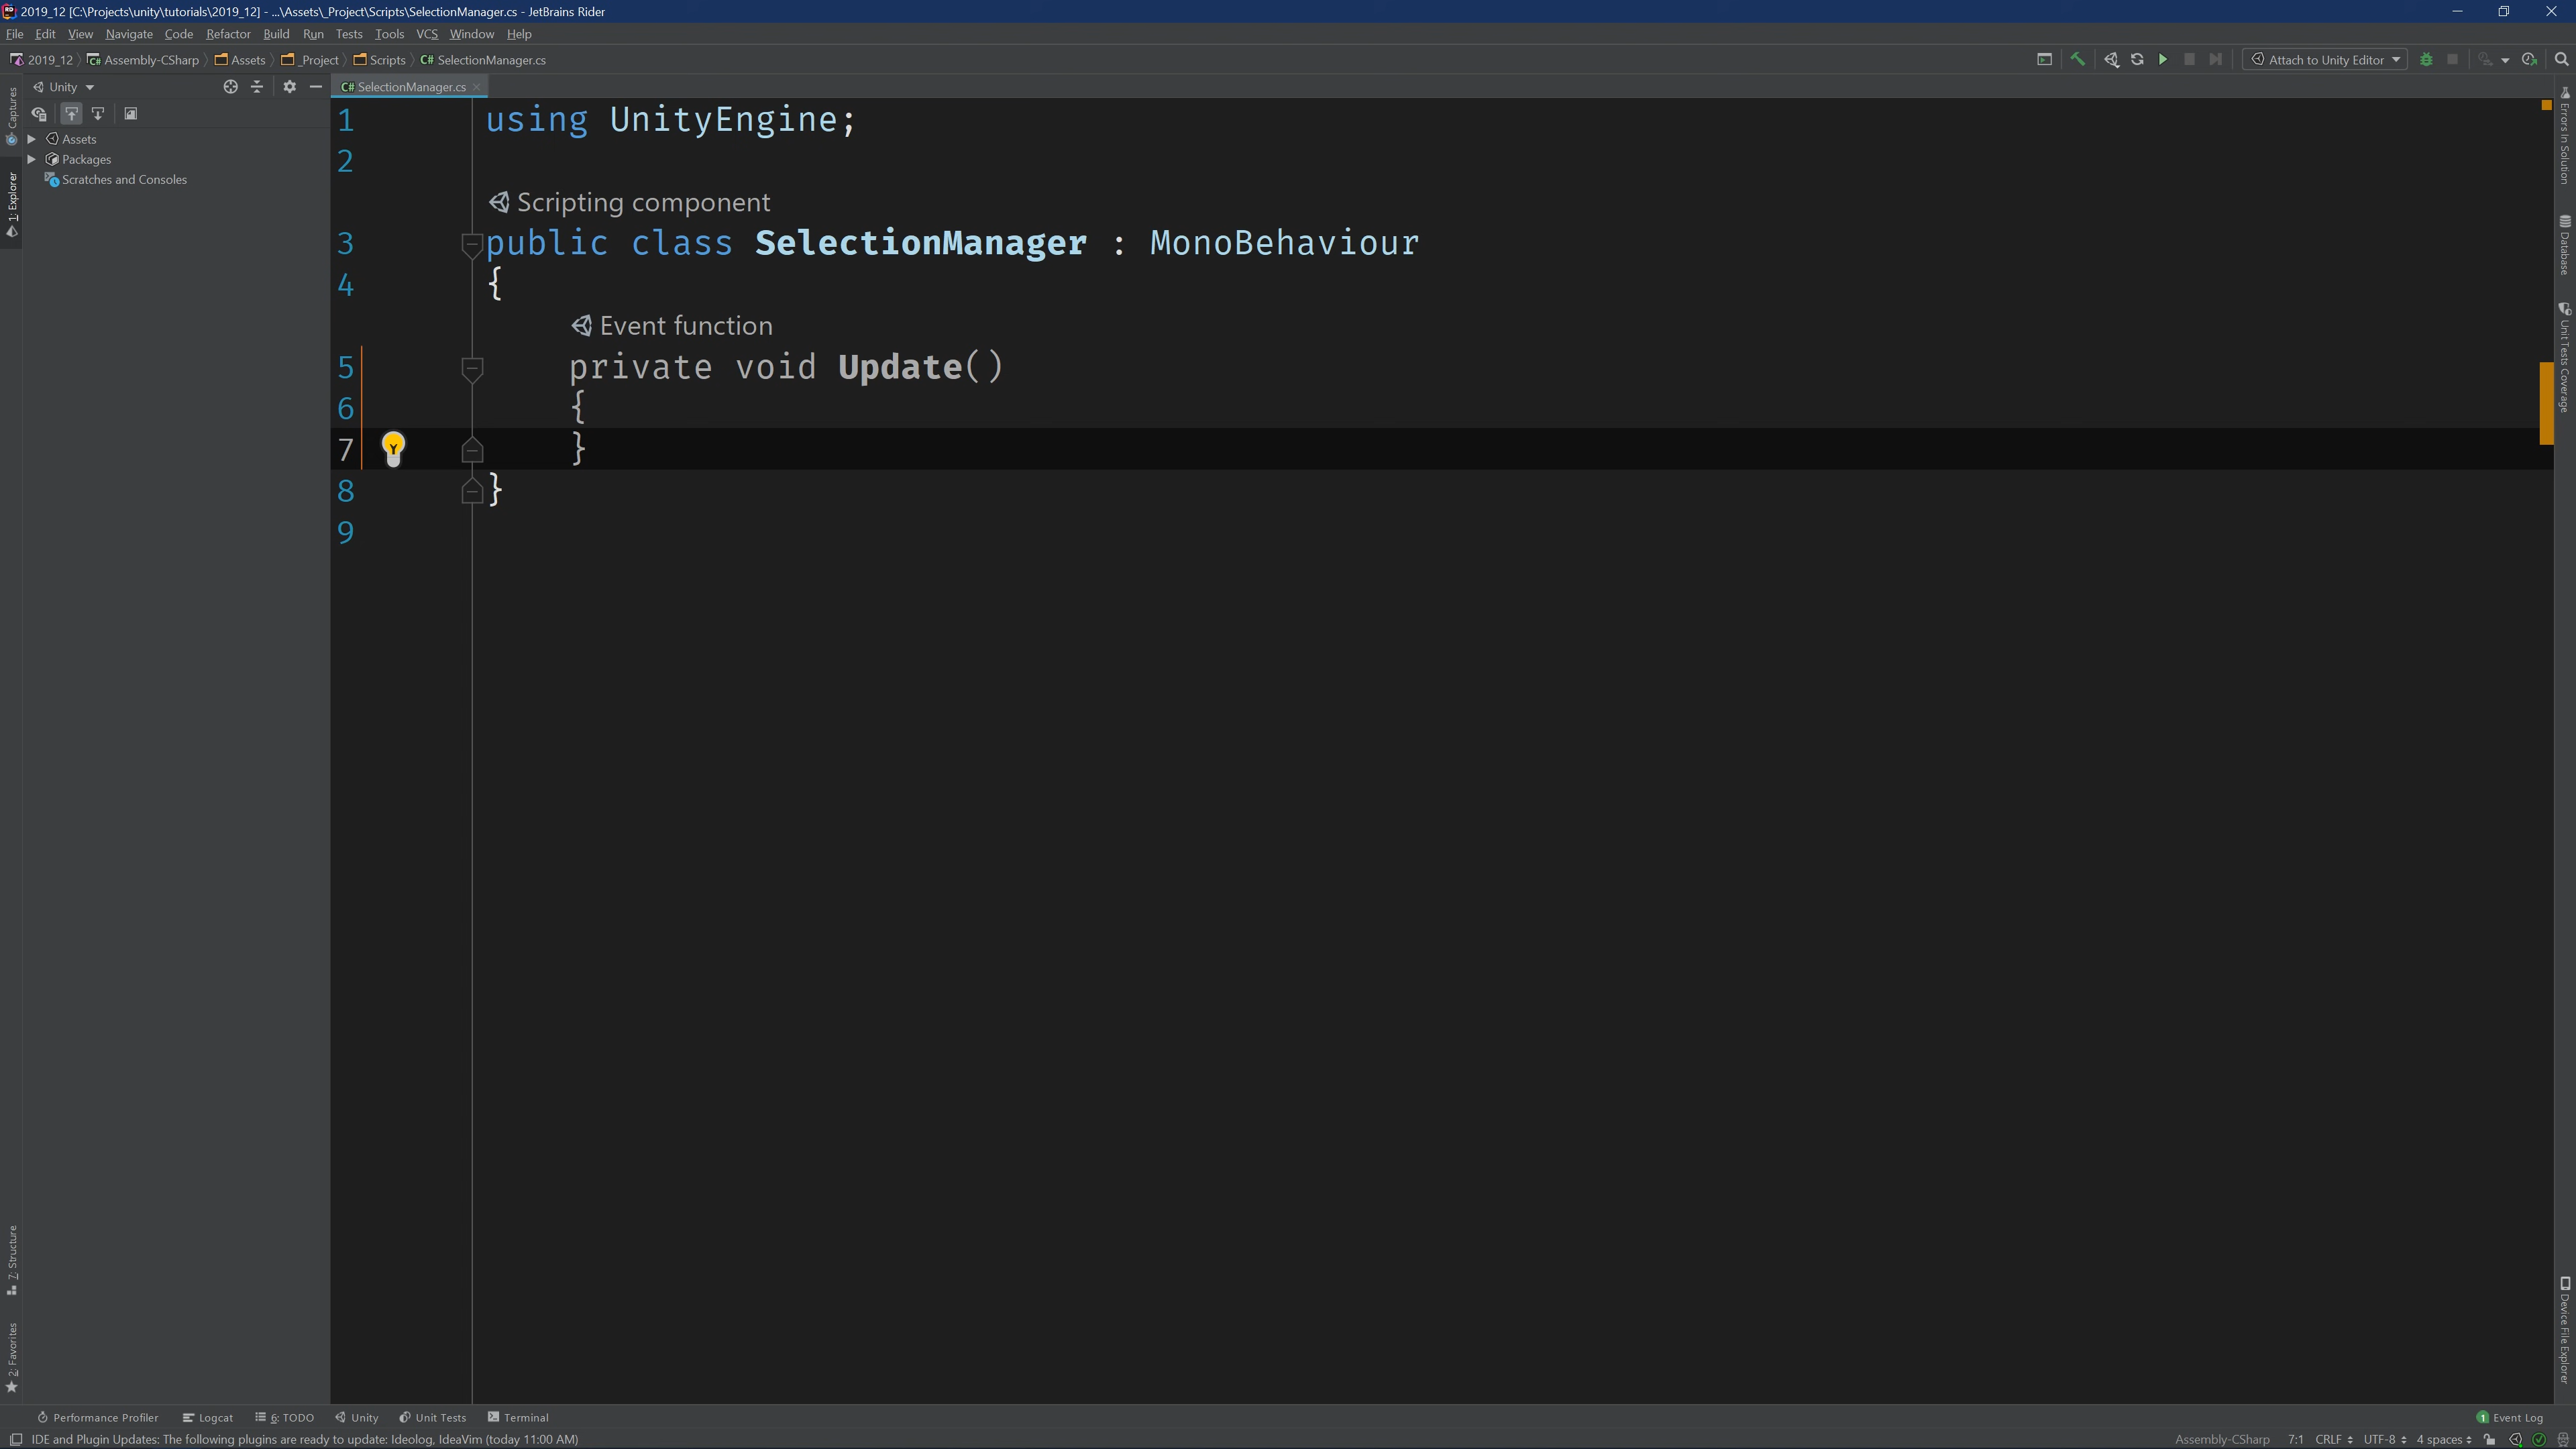 2019_12 [C:\Projects\unity\tutorials\2019_12] - ...\Assets\_Project\Scripts\SelectionManager.cs - JetBrains Rider
File Edit View Navigate Code Refactor Build Run Tests Tools VCS Window Help
2019_12 Assembly-CSharp Assets _Project Scripts C# SelectionManager.cs
Attach to Unity Editor
Unity
C# SelectionManager.cs
Captures
1: Explorer
Assets
Packages
Scratches and Consoles
1 using UnityEngine;
2
Scripting component
3 public class SelectionManager : MonoBehaviour
4 {
Event function
5 private void Update()
6 {
7 }
8 }
9
Errors In Solution
Database
Unit Tests Coverage
Device File Explorer
7: Structure
2: Favorites
Performance Profiler Logcat 6: TODO Unity Unit Tests Terminal
1 Event Log
IDE and Plugin Updates: The following plugins are ready to update: Ideolog, IdeaVim (today 11:00 AM)
Assembly-CSharp 7:1 CRLF UTF-8 4 spaces